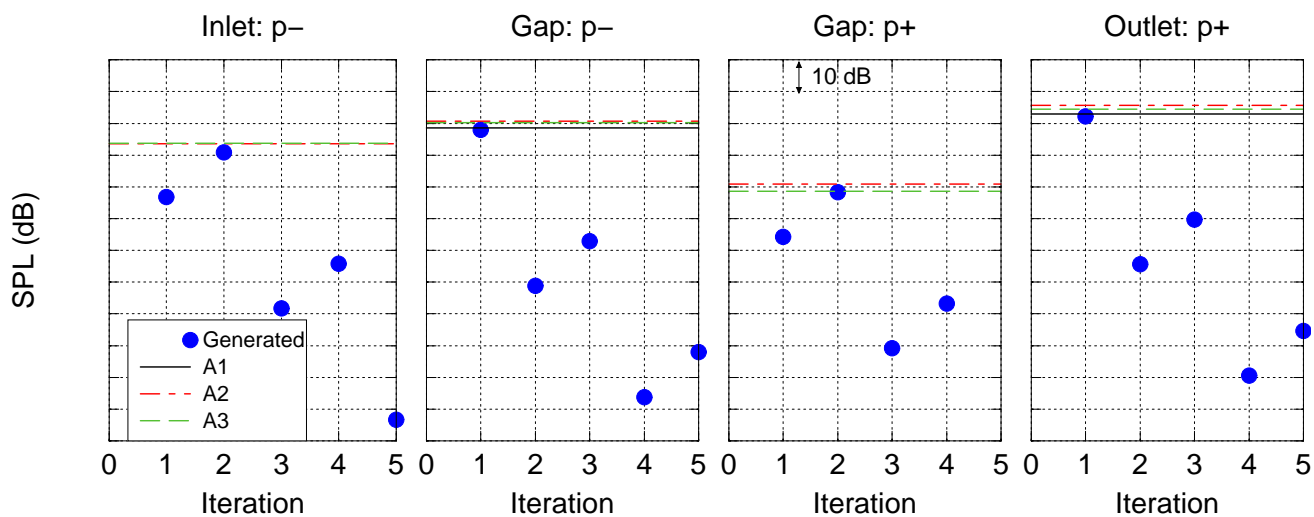 Inlet: p− Gap: p− Gap: p+ Outlet: p+
10 dB
SPL (dB)
Generated
A1
A2
A3
0 1 2 3 4 5 0 1 2 3 4 5 0 1 2 3 4 5 0 1 2 3 4 5
Iteration Iteration Iteration Iteration